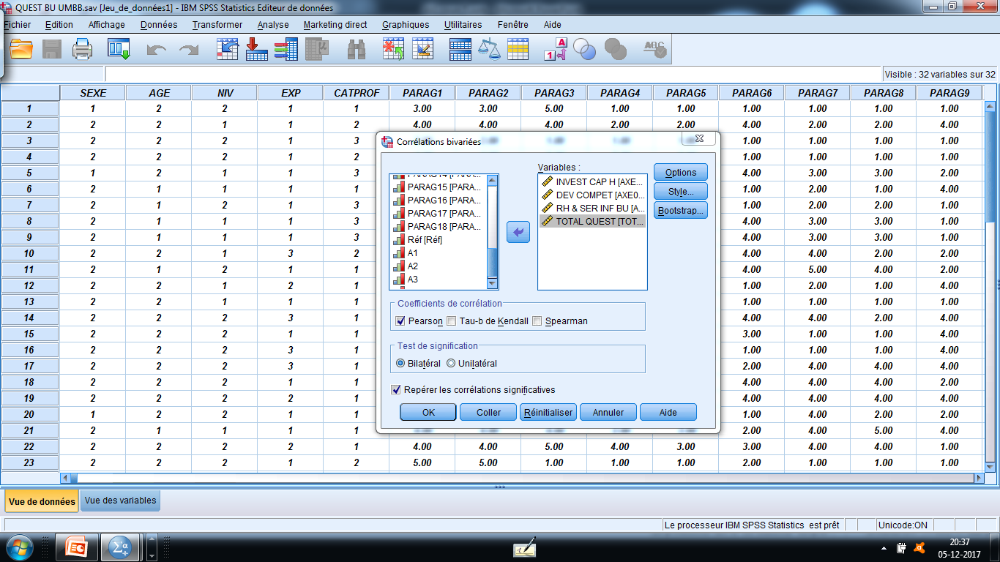 QUEST BU UMBB.sav [Jeu_de_données1] - IBM SPSS Statistics Editeur de données
Fichier Edition Affichage Données Transformer Analyse Marketing direct Graphiques Utilitaires Fenêtre Aide
Visible : 32 variables sur 32
SEXE AGE NIV EXP CATPROF PARAG1 PARAG2 PARAG3 PARAG4 PARAG5 PARAG6 PARAG7 PARAG8 PARAG9
1 1 2 2 1 1 3.00 3.00 5.00 1.00 1.00 1.00 1.00 1.00 1.00
2 2 2 1 1 2 4.00 4.00 4.00 2.00 2.00 4.00 2.00 2.00 4.00
3 2 2 2 1 3 1.00 1.00 1.00 1.00
4 2 2 2 1 2 1.00 1.00 1.00 1.00
5 1 2 2 1 3 4.00 3.00 3.00 2.00
6 2 1 1 1 1 1.00 2.00 1.00 4.00
7 2 1 2 1 3 1.00 2.00 2.00 1.00
8 2 1 1 1 3 4.00 3.00 3.00 1.00
9 2 1 1 1 3 4.00 3.00 3.00 1.00
10 2 2 1 3 2 4.00 4.00 2.00 2.00
11 2 1 2 1 1 4.00 5.00 4.00 2.00
12 2 2 1 2 1 1.00 2.00 1.00 4.00
13 2 2 1 1 1 1.00 1.00 1.00 1.00
14 2 2 2 3 1 4.00 4.00 2.00 4.00
15 2 2 2 1 1 3.00 1.00 1.00 4.00
16 2 2 1 3 1 1.00 1.00 1.00 1.00
17 2 2 2 3 1 2.00 4.00 4.00 4.00
18 2 2 2 1 1 4.00 4.00 4.00 2.00
19 2 2 2 2 1 4.00 4.00 4.00 4.00
20 1 2 2 1 1 1.00 4.00 2.00 2.00
21 2 1 1 1 1 2.00 4.00 5.00 4.00
22 2 2 2 2 1 4.00 4.00 5.00 4.00 3.00 3.00 4.00 4.00 1.00
23 2 2 2 1 2 5.00 5.00 1.00 1.00 1.00 2.00 1.00 1.00 1.00
Corrélations bivariées
Variables :
PARAG14 [PARA...
PARAG15 [PARA...
PARAG16 [PARA...
PARAG17 [PARA...
PARAG18 [PARA...
Réf [Réf]
A1
A2
A3
INVEST CAP H [AXE...
DEV COMPET [AXE0...
RH & SER INF BU [A...
TOTAL QUEST [TOT...
Options
Style...
Bootstrap...
Coefficients de corrélation
Pearson Tau-b de Kendall Spearman
Test de signification
Bilatéral Unilatéral
Repérer les corrélations significatives
OK Coller Réinitialiser Annuler Aide
Vue de données Vue des variables
Le processeur IBM SPSS Statistics est prêt Unicode:ON
20:37
05-12-2017